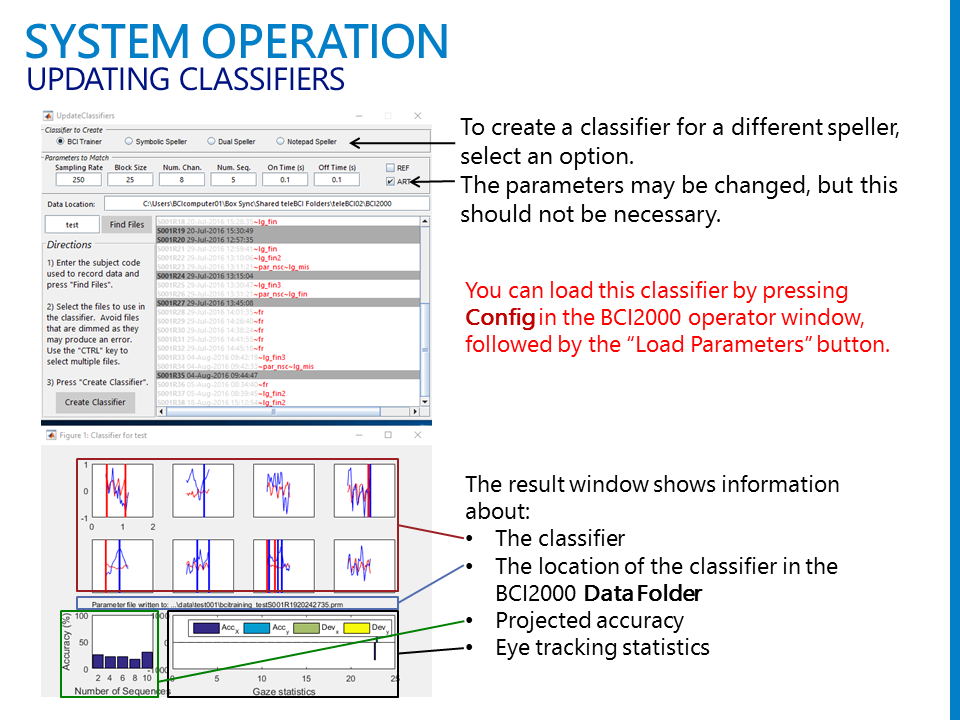 SYSTEM OPERATION
UPDATING CLASSIFIERS
UpdateClassifiers
Classifier to Create
BCI Trainer Symbolic Speller Dual Speller Notepad Speller
Parameters to Match
Sampling Rate Block Size Num. Chan. Num. Seq. On Time (s) Off Time (s) REF
250 25 8 5 0.1 0.1 ART
Data Location: C:\Users\BCIcomputer01\Box Sync\Shared teleBCI Folders\teleBCI02\BCI2000
test Find Files
Directions
1) Enter the subject code
used to record data and
press "Find Files".
2) Select the files to use in
the classifier. Avoid files
that are dimmed as they
may produce an error.
Use the "CTRL" key to
select multiple files.
3) Press "Create Classifier".
Create Classifier
S001R18 20-Jul-2016 15:28:35~lg_fin
S001R19 20-Jul-2016 15:30:49
S001R20 29-Jul-2016 12:57:35
S001R21 29-Jul-2016 12:59:41~lg_fin
S001R22 29-Jul-2016 13:10:06~lg_fin2
S001R23 29-Jul-2016 13:11:21~par_nsc~lg_mis
S001R24 29-Jul-2016 13:15:04
S001R25 29-Jul-2016 13:30:47~lg_fin3
S001R26 29-Jul-2016 13:33:21~par_nsc~lg_fin
S001R27 29-Jul-2016 13:45:08
S001R28 29-Jul-2016 14:01:35~fr
S001R29 29-Jul-2016 14:26:40~fr
S001R30 29-Jul-2016 14:38:24~fr
S001R31 29-Jul-2016 14:41:55~fr
S001R32 29-Jul-2016 14:45:16~fr
S001R33 04-Aug-2016 09:42:18~lg_fin3
S001R34 04-Aug-2016 09:42:33~par_nsc~lg_mis
S001R35 04-Aug-2016 09:44:47
S001R36 05-Aug-2016 08:34:40~fr
S001R37 05-Aug-2016 08:39:45~lg_fin2
S001R38 18-Aug-2016 15:12:54~lg_fin2
To create a classifier for a different speller,
select an option.
The parameters may be changed, but this
should not be necessary.
You can load this classifier by pressing
Config in the BCI2000 operator window,
followed by the “Load Parameters” button.
Figure 1: Classifier for test
1
0
-1
0 1 2
Parameter file written to: ...\data\test001\bcitraining_testS001R1920242735.prm
Accuracy (%)
100
50
0
2 4 6 8 10
Number of Sequences
1000
0
-1000
Acc x Acc y Dev x Dev y
0 5 10 15 20 25
Gaze statistics
The result window shows information
about:
• The classifier
• The location of the classifier in the
BCI2000 Data Folder
• Projected accuracy
• Eye tracking statistics